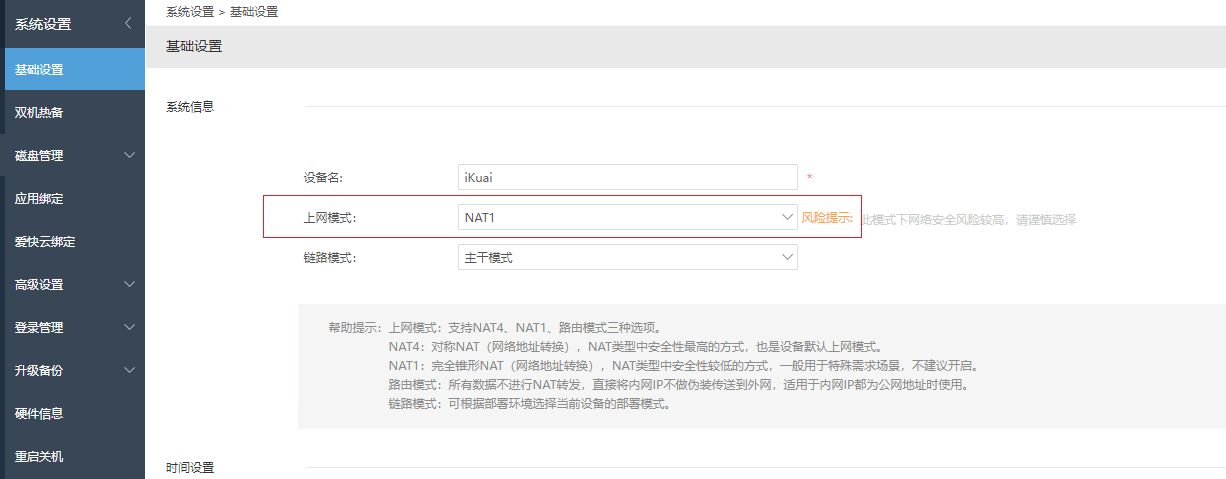 系统设置
基础设置
双机热备
磁盘管理
应用绑定
爱快云绑定
高级设置
登录管理
升级备份
硬件信息
重启关机
系统设置 > 基础设置
基础设置
系统信息
设备名: iKuai *
上网模式: NAT1 风险提示: 此模式下网络安全风险较高，请谨慎选择
链路模式: 主干模式
帮助提示：上网模式：支持NAT4、NAT1、路由模式三种选项。
NAT4：对称NAT（网络地址转换），NAT类型中安全性最高的方式，也是设备默认上网模式。
NAT1：完全锥形NAT（网络地址转换），NAT类型中安全性较低的方式，一般用于特殊需求场景，不建议开启。
路由模式：所有数据不进行NAT转发，直接将内网IP不做伪装传送到外网，适用于内网IP都为公网地址时使用。
链路模式：可根据部署环境选择当前设备的部署模式。
时间设置